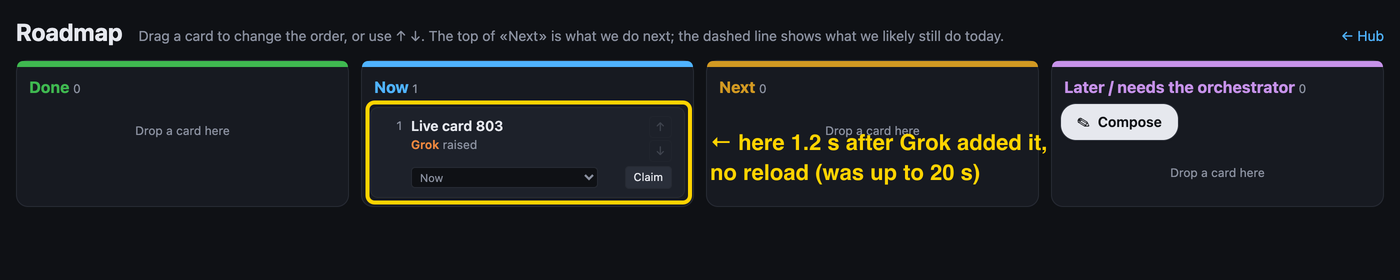 Roadmap Drag a card to change the order, or use ↑ ↓. The top of «Next» is what we do next; the dashed line shows what we likely still do today. ← Hub
Done 0
Drop a card here
Now 1
1 Live card 803 ↑
Grok raised ↓
Now Claim
Next 0
Drop a card here
← here 1.2 s after Grok added it,
no reload (was up to 20 s)
Later / needs the orchestrator 0
✎ Compose
Drop a card here